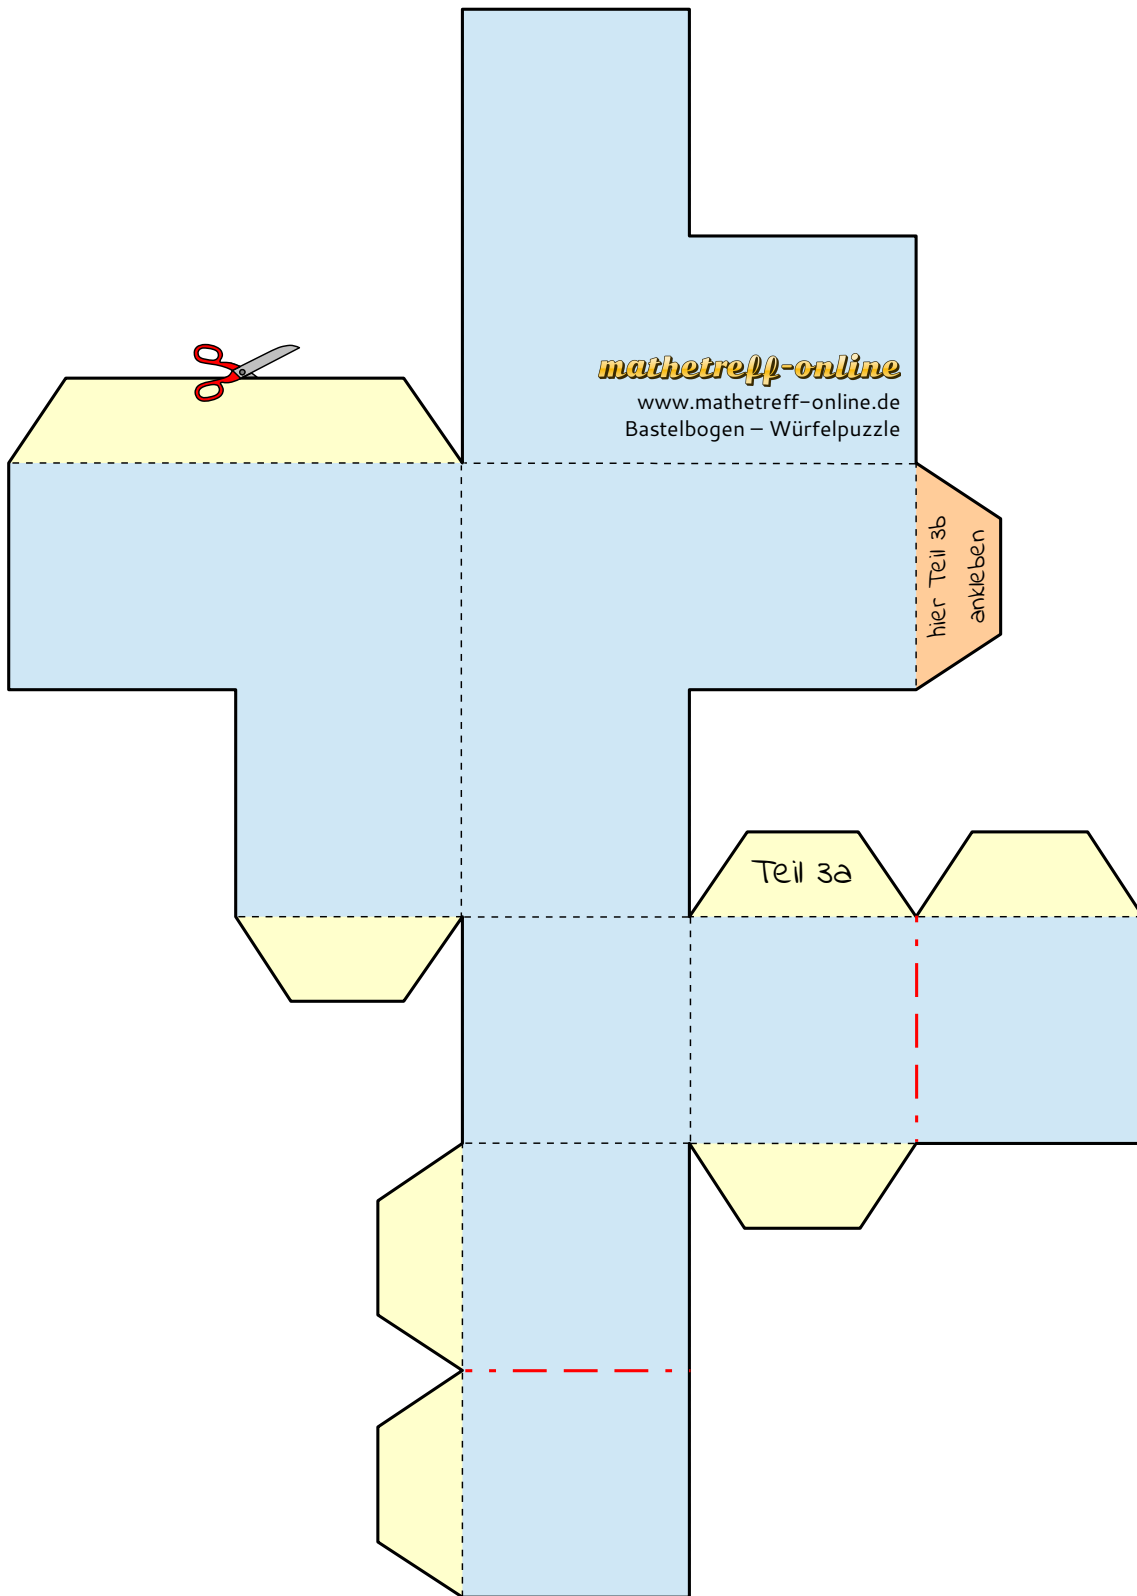 mathetreff-online
www.mathetreff-online.de
Bastelbogen – Würfelpuzzle
hier Teil 3b
ankleben
Teil 3a